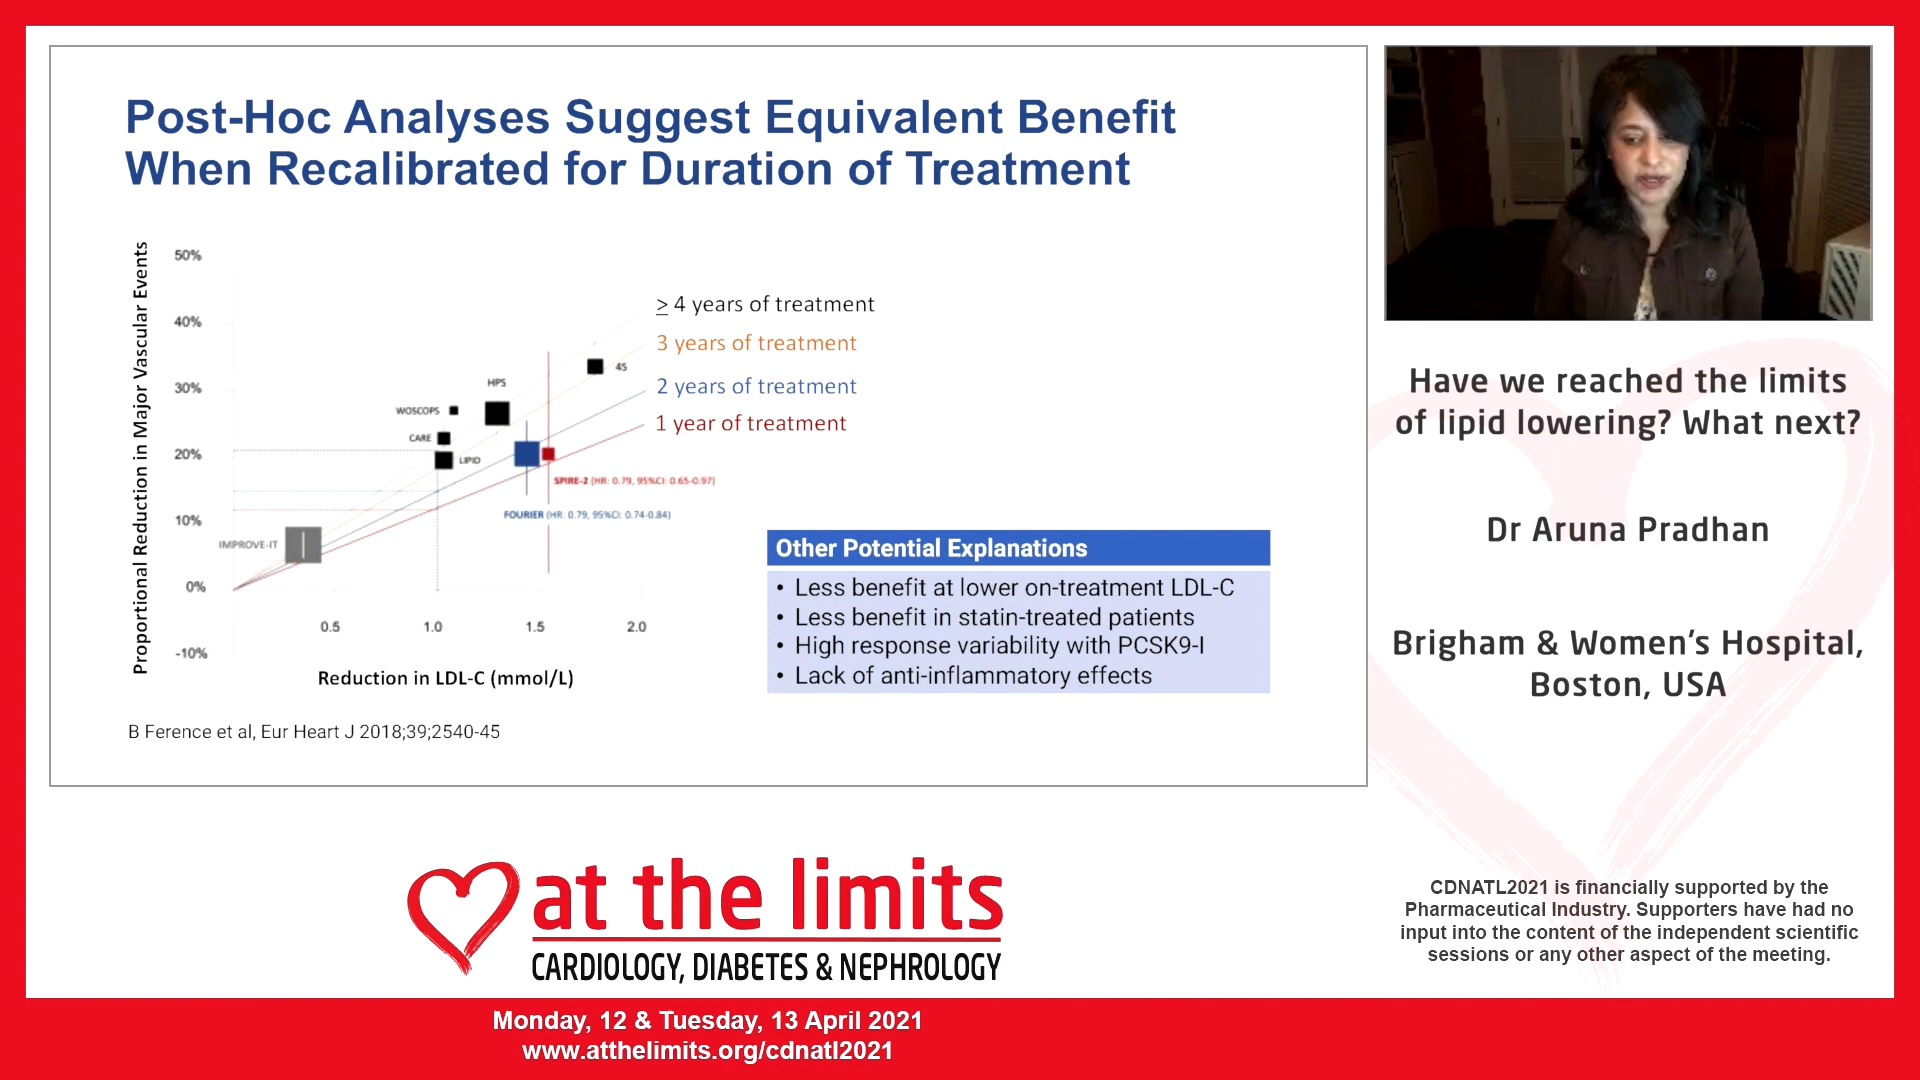 Post-Hoc Analyses Suggest Equivalent Benefit
When Recalibrated for Duration of Treatment
Proportional Reduction in Major Vascular Events
50%
40%
30%
20%
10%
0%
-10%
≥ 4 years of treatment
3 years of treatment
2 years of treatment
1 year of treatment
4S
HPS
WOSCOPS
CARE
LIPID
SPIRE-2 (HR: 0.79, 95%CI: 0.65-0.97)
FOURIER (HR: 0.79, 95%CI: 0.74-0.84)
IMPROVE-IT
0.5
1.0
1.5
2.0
Reduction in LDL-C (mmol/L)
Other Potential Explanations
• Less benefit at lower on-treatment LDL-C
• Less benefit in statin-treated patients
• High response variability with PCSK9-I
• Lack of anti-inflammatory effects
B Ference et al, Eur Heart J 2018;39;2540-45
Have we reached the limits
of lipid lowering? What next?
Dr Aruna Pradhan
Brigham & Women's Hospital,
Boston, USA
CDNATL2021 is financially supported by the
Pharmaceutical Industry. Supporters have had no
input into the content of the independent scientific
sessions or any other aspect of the meeting.
at the limits
CARDIOLOGY, DIABETES & NEPHROLOGY
Monday, 12 & Tuesday, 13 April 2021
www.atthelimits.org/cdnatl2021